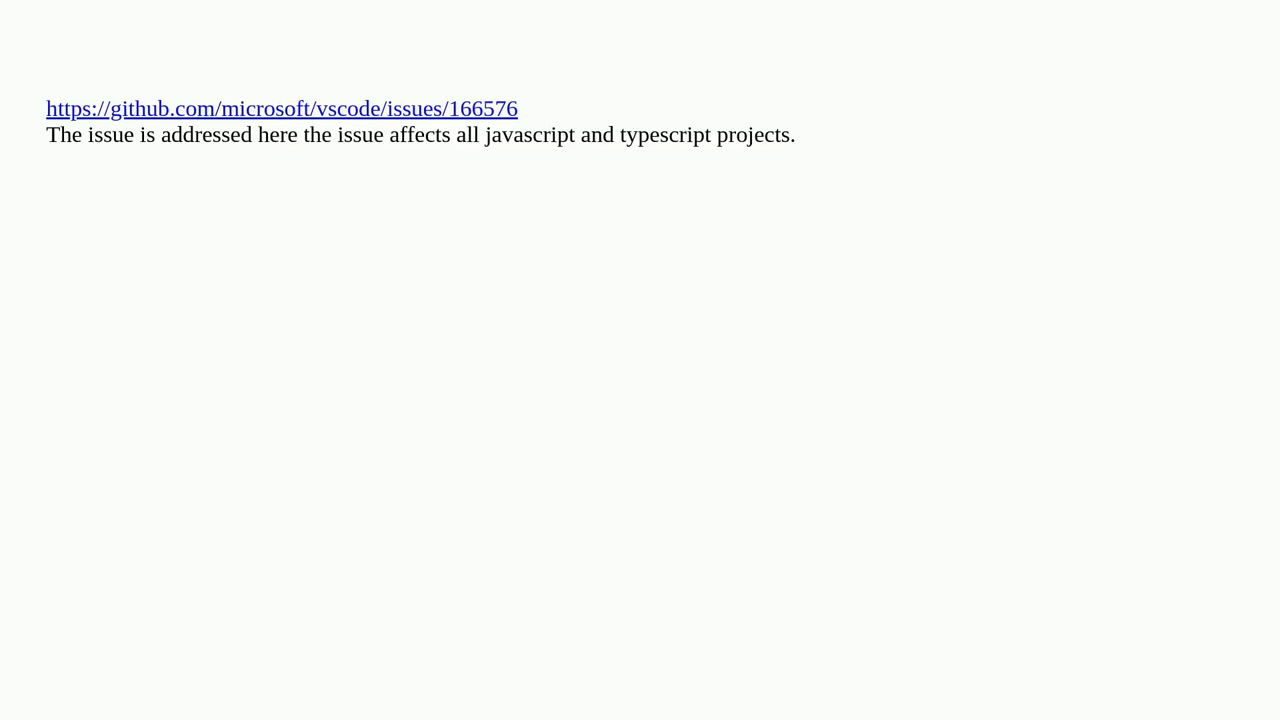 https://github.com/microsoft/vscode/issues/166576
The issue is addressed here the issue affects all javascript and typescript projects.